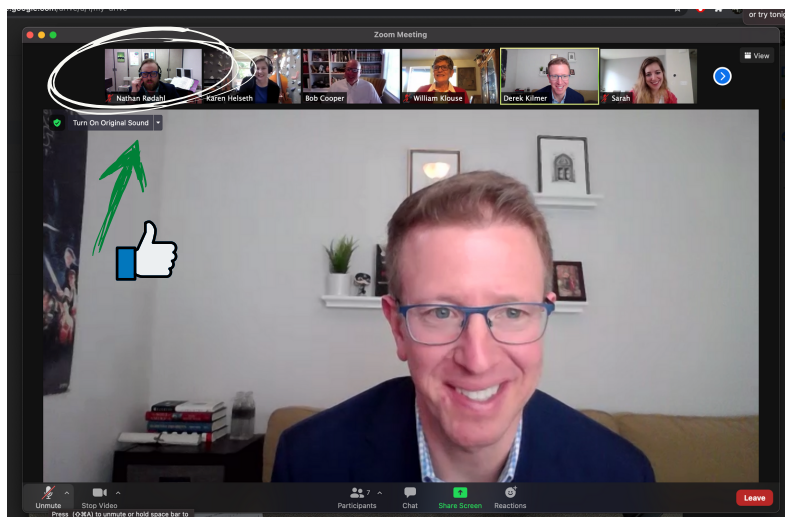 or try tonig
Zoom Meeting
View
Nathan Rødahl
Karen Helseth
Bob Cooper
William Klouse
Derek Kilmer
Sarah
Turn On Original Sound
Unmute
Stop Video
Participants
7
Chat
Share Screen
Reactions
Leave
Press (⇧⌘A) to unmute or hold space bar to